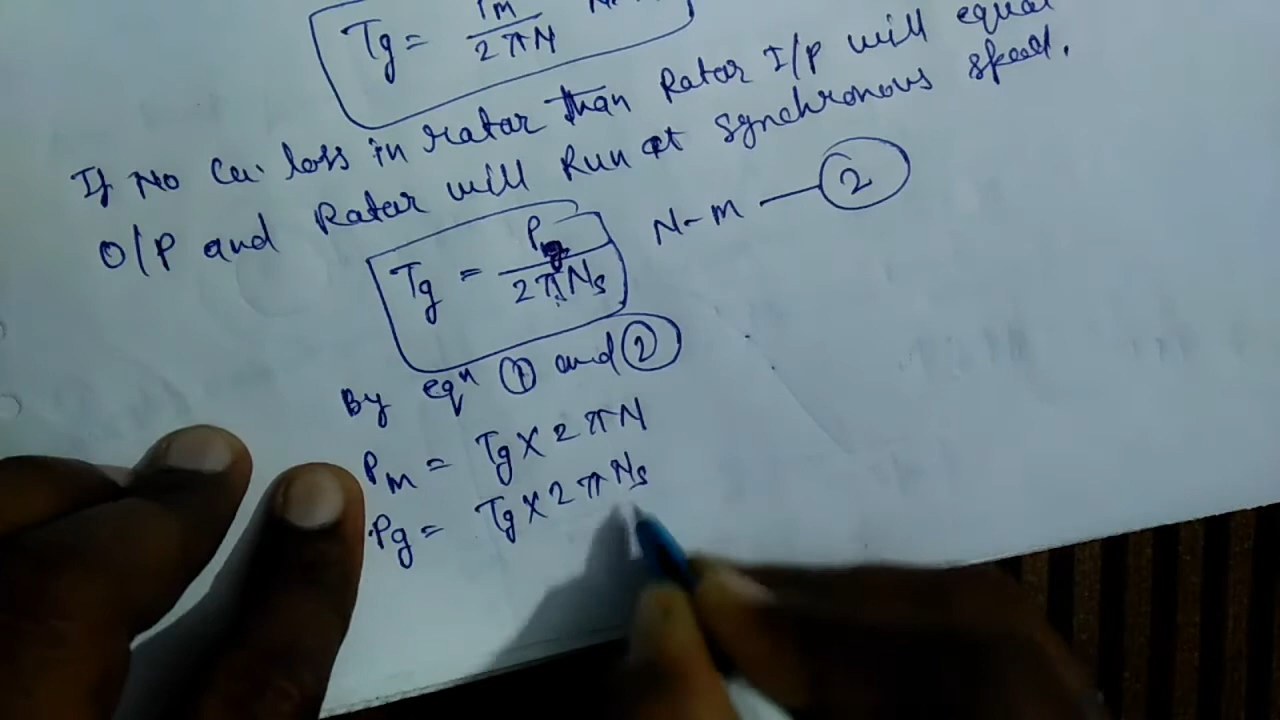 Tg = Pm / 2πN
If No Cu. loss in rotor than Rotor I/P will equal
O/P and Rotor will Run at synchronous speed.
Tg = Pg / 2πNs N-m — 2
By eqn 1 and 2
Pm = Tg × 2πN
Pg = Tg × 2πNs